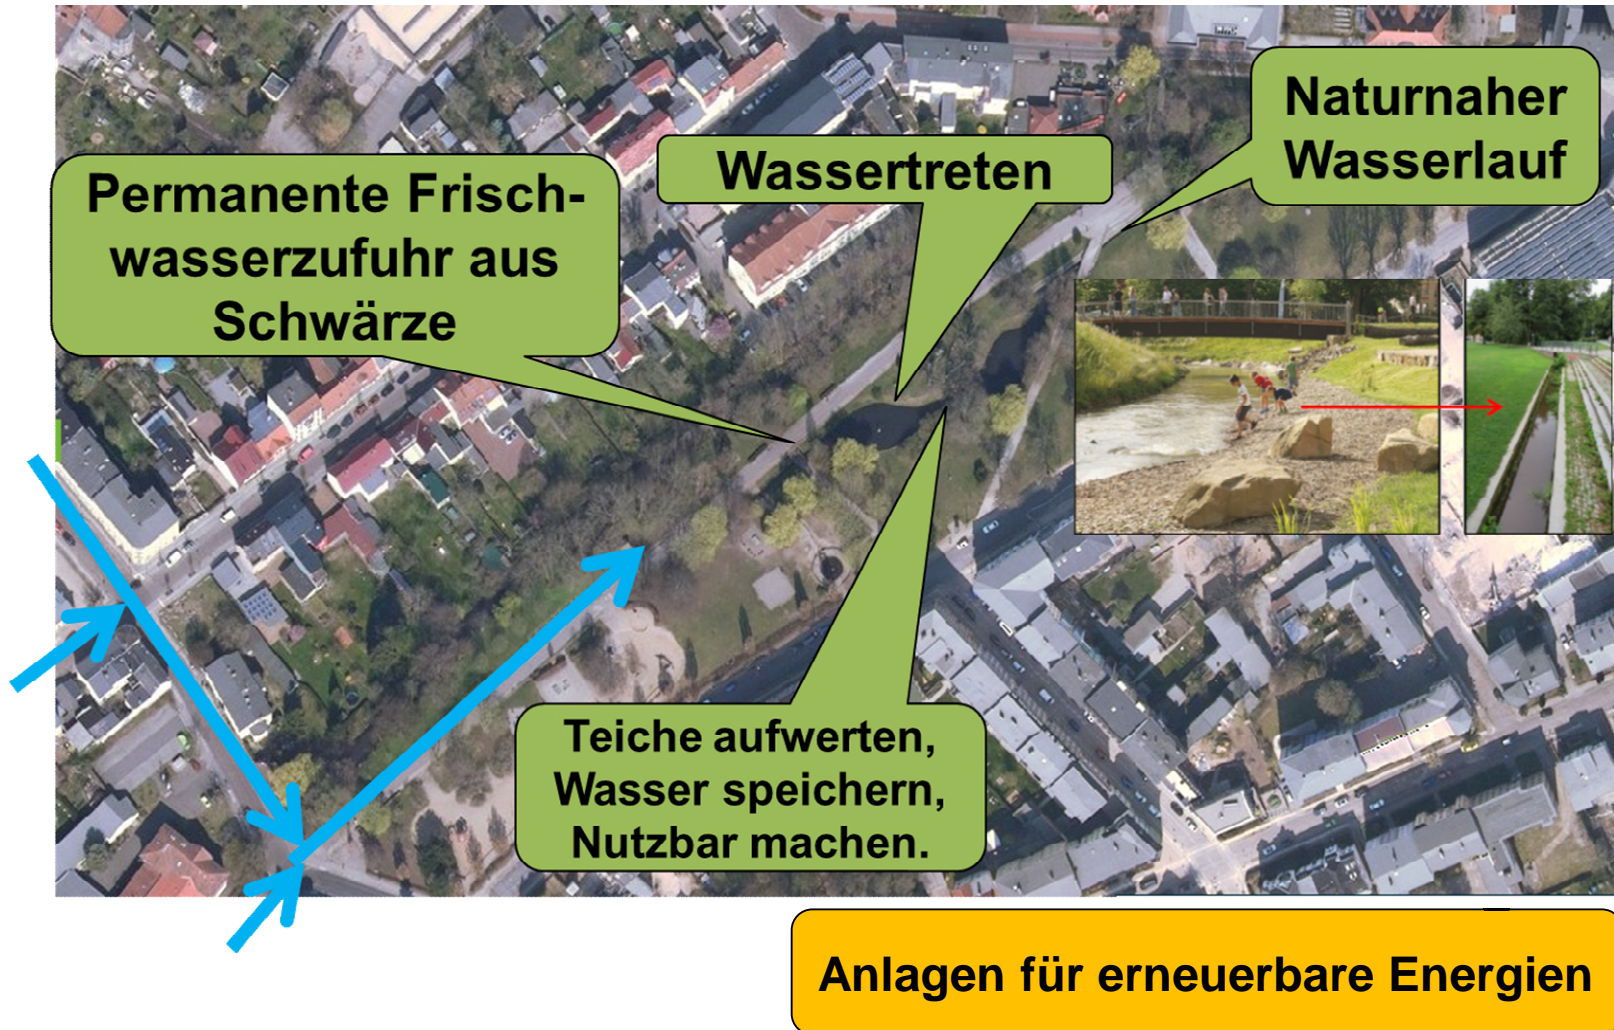 Naturnaher
Wasserlauf
Wassertreten
Permanente Frisch-
wasserzufuhr aus
Schwärze
Teiche aufwerten,
Wasser speichern,
Nutzbar machen.
Anlagen für erneuerbare Energien